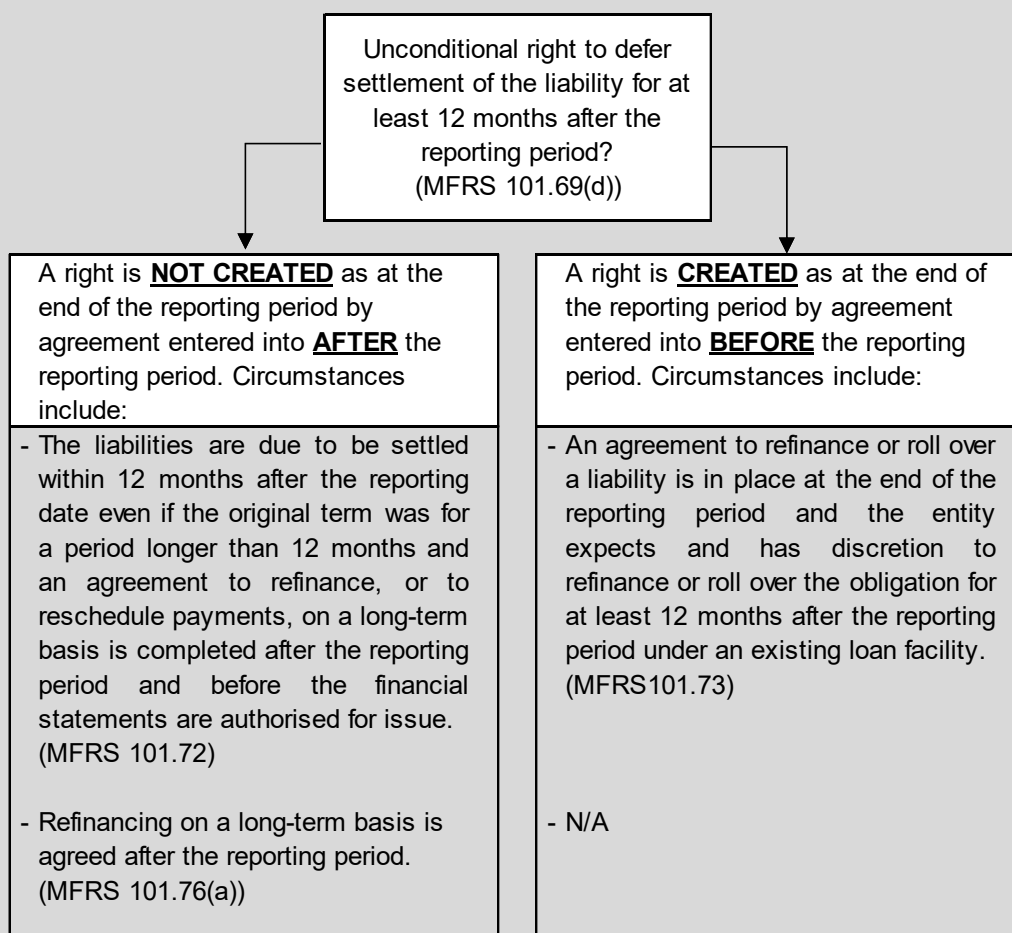 Unconditional right to defer
settlement of the liability for at
least 12 months after the
reporting period?
(MFRS 101.69(d))
A right is NOT CREATED as at the
end of the reporting period by
agreement entered into AFTER the
reporting period. Circumstances
include:
- The liabilities are due to be settled
within 12 months after the reporting
date even if the original term was for
a period longer than 12 months and
an agreement to refinance, or to
reschedule payments, on a long-term
basis is completed after the reporting
period and before the financial
statements are authorised for issue.
(MFRS 101.72)
- Refinancing on a long-term basis is
agreed after the reporting period.
(MFRS 101.76(a))
A right is CREATED as at the end of
the reporting period by agreement
entered into BEFORE the reporting
period. Circumstances include:
- An agreement to refinance or roll over
a liability is in place at the end of the
reporting period and the entity
expects and has discretion to
refinance or roll over the obligation for
at least 12 months after the reporting
period under an existing loan facility.
(MFRS101.73)
- N/A